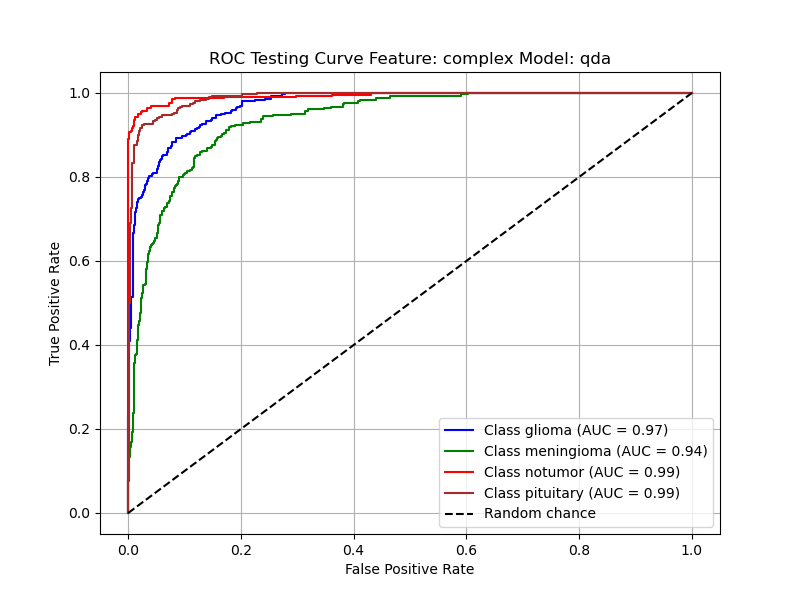 ROC Testing Curve Feature: complex Model: qda
True Positive Rate
1.0
0.8
0.6
0.4
0.2
0.0
Class glioma (AUC = 0.97)
Class meningioma (AUC = 0.94)
Class notumor (AUC = 0.99)
Class pituitary (AUC = 0.99)
Random chance
0.0 0.2 0.4 0.6 0.8 1.0
False Positive Rate